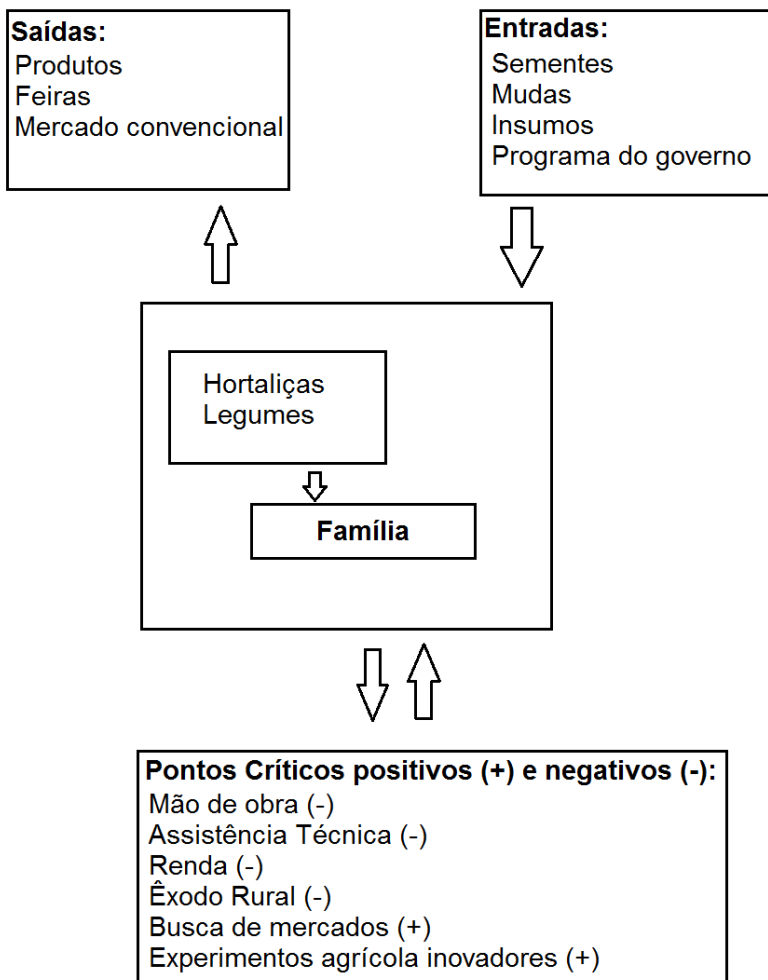 Saídas:
Produtos
Feiras
Mercado convencional
Entradas:
Sementes
Mudas
Insumos
Programa do governo
Hortaliças
Legumes
Família
Pontos Críticos positivos (+) e negativos (-):
Mão de obra (-)
Assistência Técnica (-)
Renda (-)
Êxodo Rural (-)
Busca de mercados (+)
Experimentos agrícola inovadores (+)